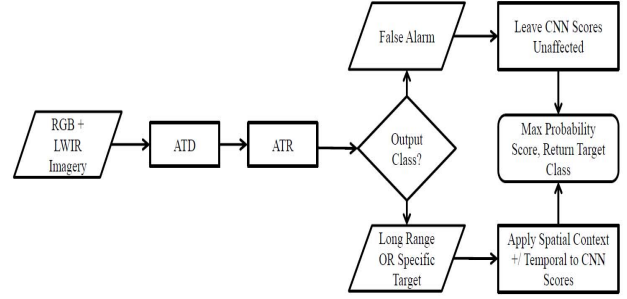 False Alarm
Leave CNN Scores
Unaffected
RGB +
LWIR
Imagery
ATD
ATR
Output
Class?
Max Probability
Score, Return Target
Class
Long Range
OR Specific
Target
Apply Spatial Context
+/ Temporal to CNN
Scores